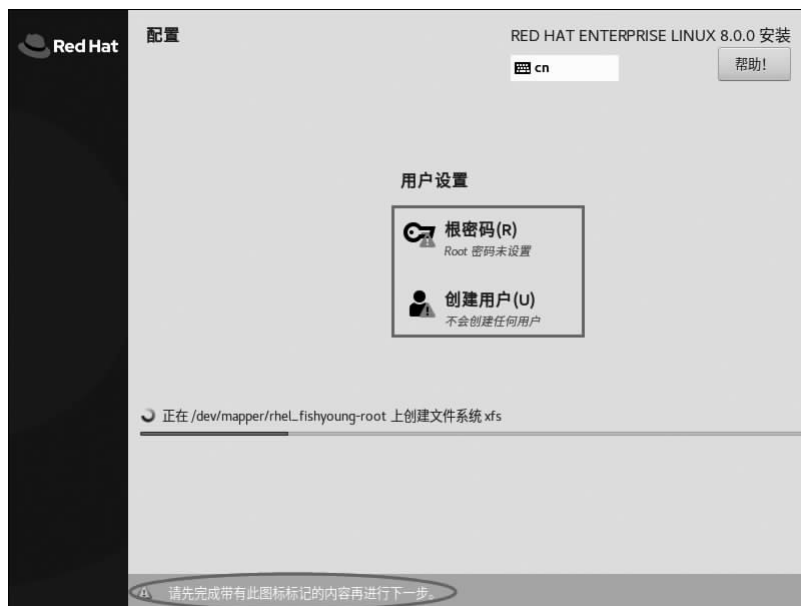 Red Hat
配置
RED HAT ENTERPRISE LINUX 8.0.0 安装
cn
帮助!
用户设置
根密码(R)
Root 密码未设置
创建用户(U)
不会创建任何用户
正在 /dev/mapper/rhel_fishyoung-root 上创建文件系统 xfs
请先完成带有此图标标记的内容再进行下一步。